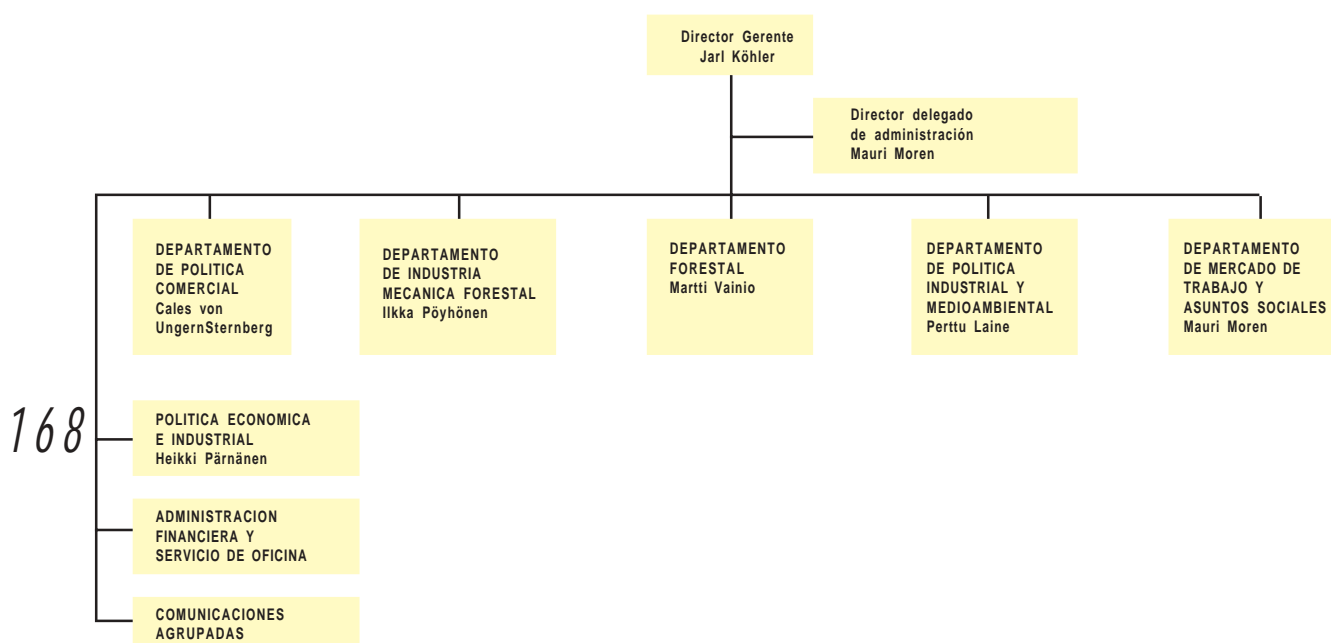 Director Gerente
Jarl Köhler
Director delegado
de administración
Mauri Moren
DEPARTAMENTO
DE POLITICA
COMERCIAL
Cales von
UngernSternberg
DEPARTAMENTO
DE INDUSTRIA
MECANICA FORESTAL
Ilkka Pöyhönen
DEPARTAMENTO
FORESTAL
Martti Vainio
DEPARTAMENTO
DE POLITICA
INDUSTRIAL Y
MEDIOAMBIENTAL
Perttu Laine
DEPARTAMENTO
DE MERCADO DE
TRABAJO Y
ASUNTOS SOCIALES
Mauri Moren
168
POLITICA ECONOMICA
E INDUSTRIAL
Heikki Pärnänen
ADMINISTRACION
FINANCIERA Y
SERVICIO DE OFICINA
COMUNICACIONES
AGRUPADAS